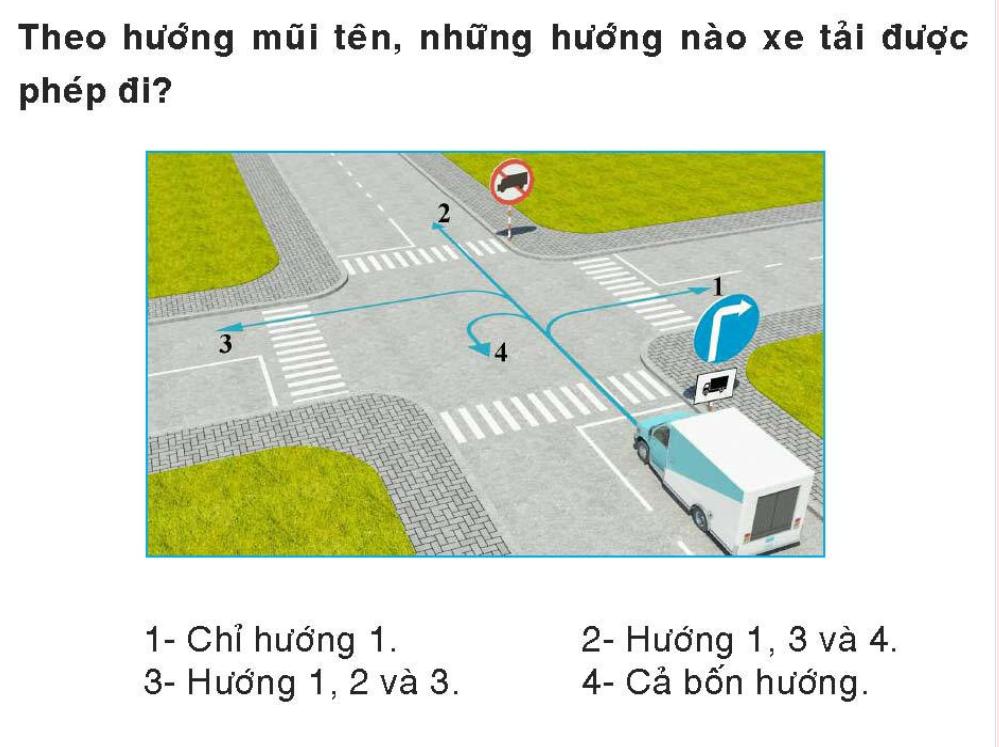 Theo hướng mũi tên, những hướng nào xe tải được
phép đi?
2
1
3
4
1- Chỉ hướng 1.
2- Hướng 1, 3 và 4.
3- Hướng 1, 2 và 3.
4- Cả bốn hướng.